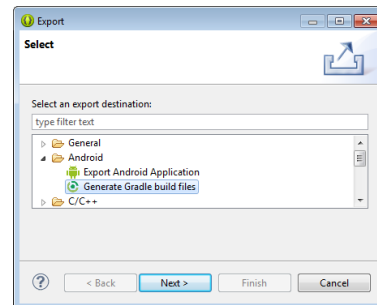 Export
Select
Select an export destination:
type filter text
General
Android
Export Android Application
Generate Gradle build files
C/C++
?
< Back Next > Finish Cancel